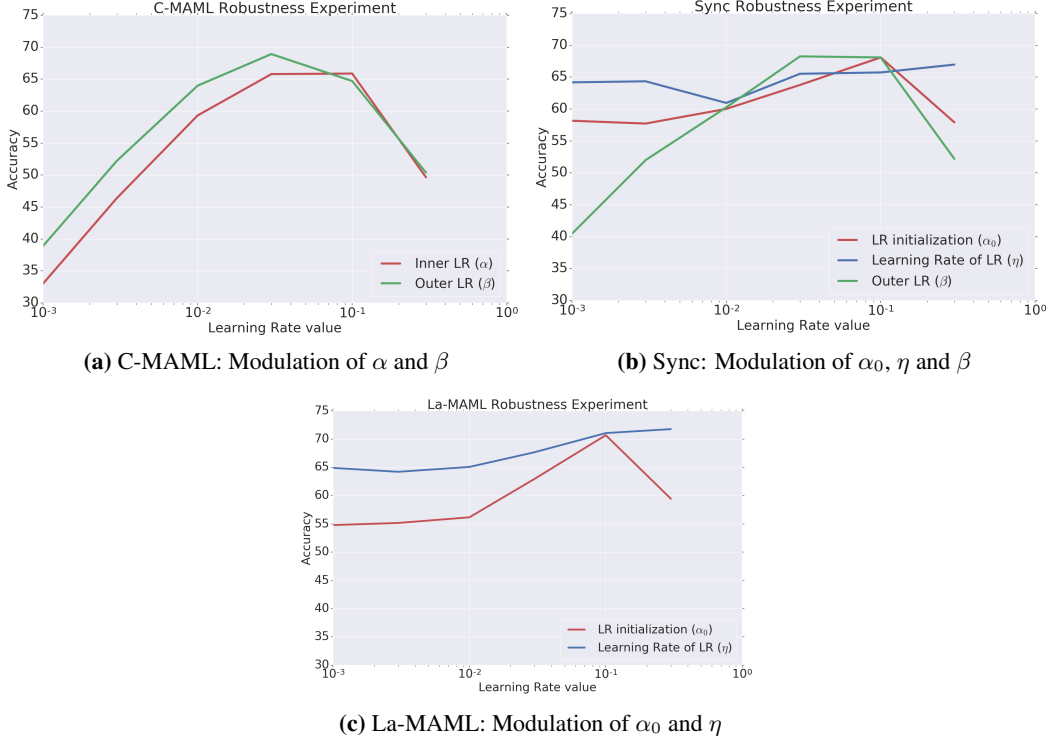 C-MAML Robustness Experiment
75
70
65
60
55
50
45
40
35
30
Accuracy
10⁻³
10⁻²
10⁻¹
10⁰
Learning Rate value
Inner LR (α)
Outer LR (β)
(a) C-MAML: Modulation of α and β
Sync Robustness Experiment
75
70
65
60
55
50
45
40
35
30
Accuracy
10⁻³
10⁻²
10⁻¹
10⁰
Learning Rate value
LR initialization (α₀)
Learning Rate of LR (η)
Outer LR (β)
(b) Sync: Modulation of α₀, η and β
La-MAML Robustness Experiment
75
70
65
60
55
50
45
40
35
30
Accuracy
10⁻³
10⁻²
10⁻¹
10⁰
Learning Rate value
LR initialization (α₀)
Learning Rate of LR (η)
(c) La-MAML: Modulation of α₀ and η